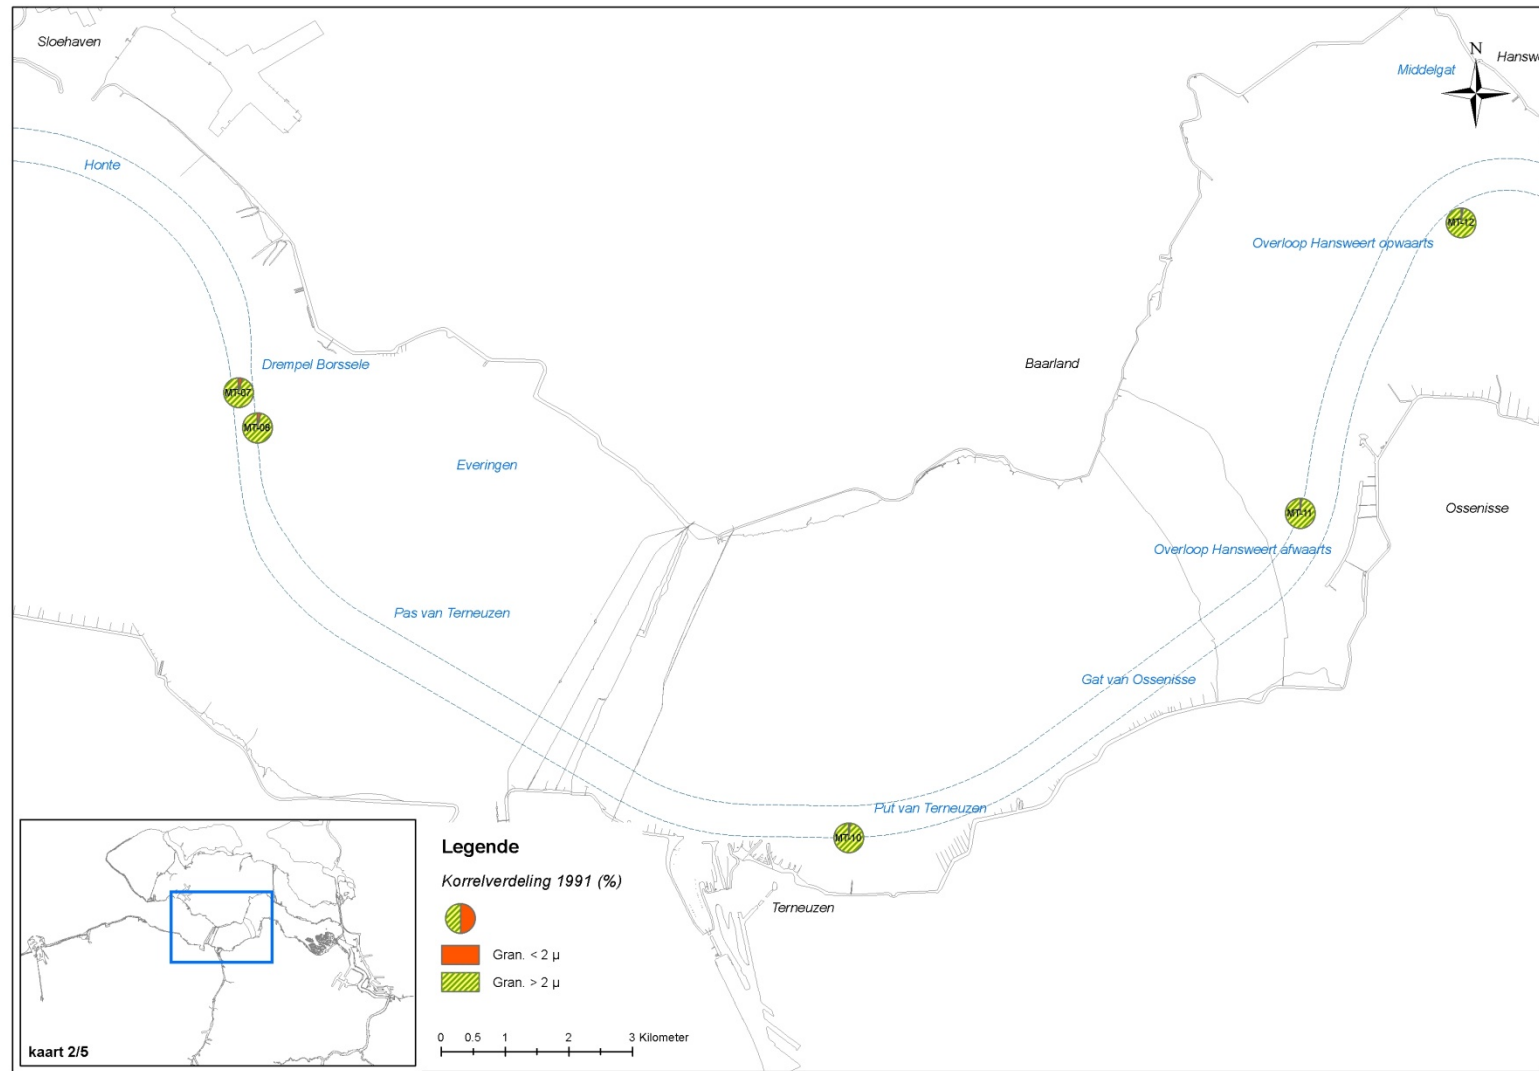 Sloehaven
N
Hansw
Middelgat
Honte
MT-12
Overloop Hansweert opwaarts
Drempel Borssele
Baarland
MT-07
MT-08
Everingen
Ossenisse
MT-11
Overloop Hansweert afwaarts
Pas van Terneuzen
Gat van Ossenisse
Put van Terneuzen
MT-10
Terneuzen
Legende
Korrelverdeling 1991 (%)
Gran. < 2 µ
Gran. > 2 µ
0 0.5 1 2 3 Kilometer
kaart 2/5